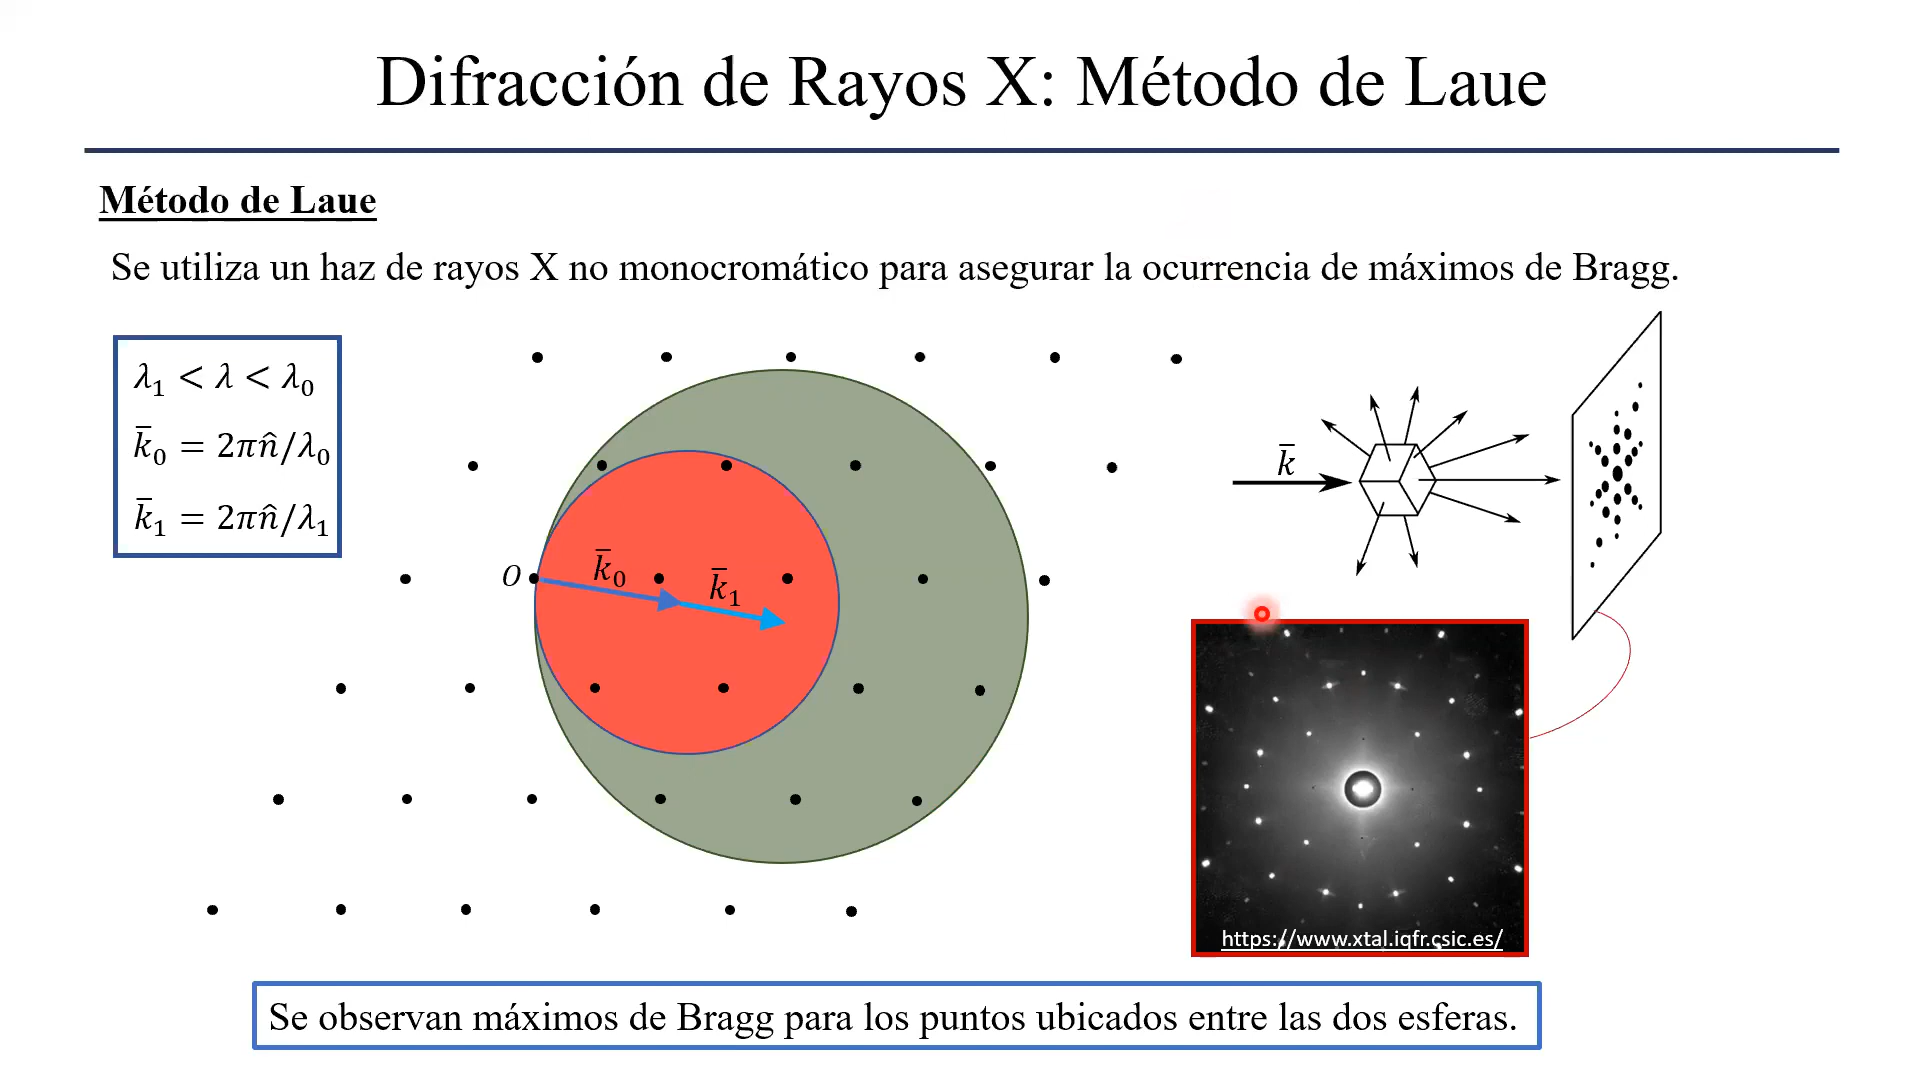 Difracción de Rayos X: Método de Laue
Método de Laue
Se utiliza un haz de rayos X no monocromático para asegurar la ocurrencia de máximos de Bragg.
λ₁ < λ < λ₀
k̄₀ = 2πn̂/λ₀
k̄₁ = 2πn̂/λ₁
O
k̄₀
k̄₁
k̄
https://www.xtal.iqfr.csic.es/
Se observan máximos de Bragg para los puntos ubicados entre las dos esferas.